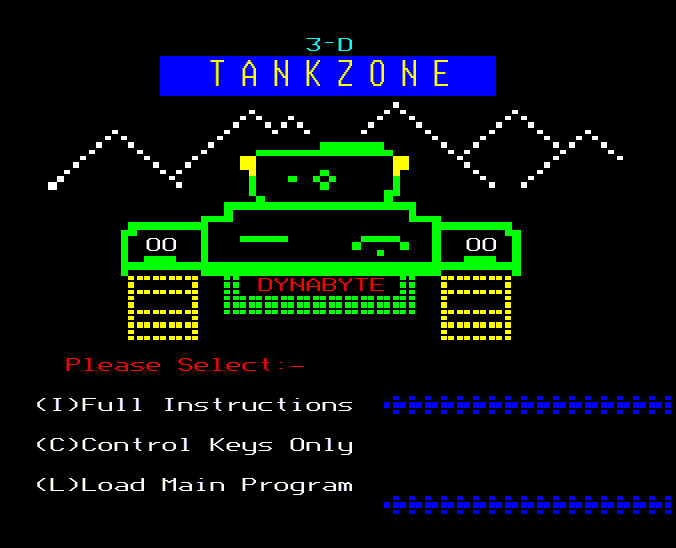 3-D
TANKZONE
00 00
DYNABYTE
Please Select:-
(I)Full Instructions
(C)Control Keys Only
(L)Load Main Program